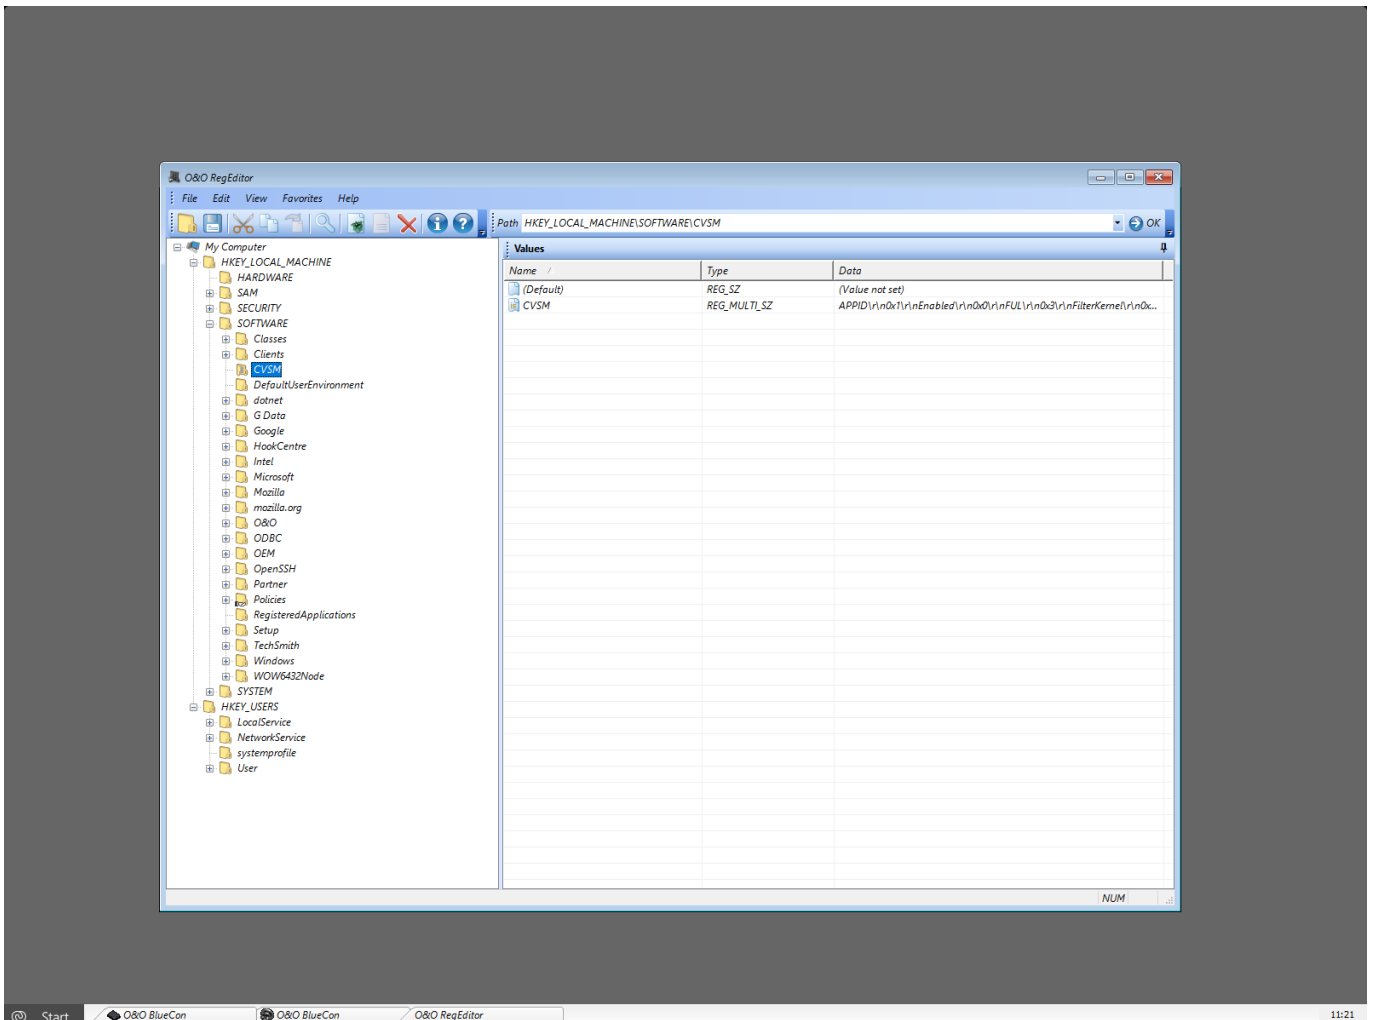 O&O RegEditor
File Edit View Favorites Help
Path HKEY_LOCAL_MACHINE\SOFTWARE\CVSM OK
My Computer
HKEY_LOCAL_MACHINE
HARDWARE
SAM
SECURITY
SOFTWARE
Classes
Clients
CVSM
DefaultUserEnvironment
dotnet
G Data
Google
HookCentre
Intel
Microsoft
Mozilla
mozilla.org
O&O
ODBC
OEM
OpenSSH
Partner
Policies
RegisteredApplications
Setup
TechSmith
Windows
WOW6432Node
SYSTEM
HKEY_USERS
LocalService
NetworkService
systemprofile
User
Values
Name Type Data
(Default) REG_SZ (Value not set)
CVSM REG_MULTI_SZ APPID\r\n0x1\r\nEnabled\r\n0x0\r\nFUL\r\n0x3\r\nFilterKernel\r\n0x...
NUM
Start O&O BlueCon O&O BlueCon O&O RegEditor 11:21